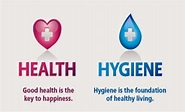 HEALTH
Good health is the
key to happiness.
HYGIENE
Hygiene is the foundation
of healthy living.